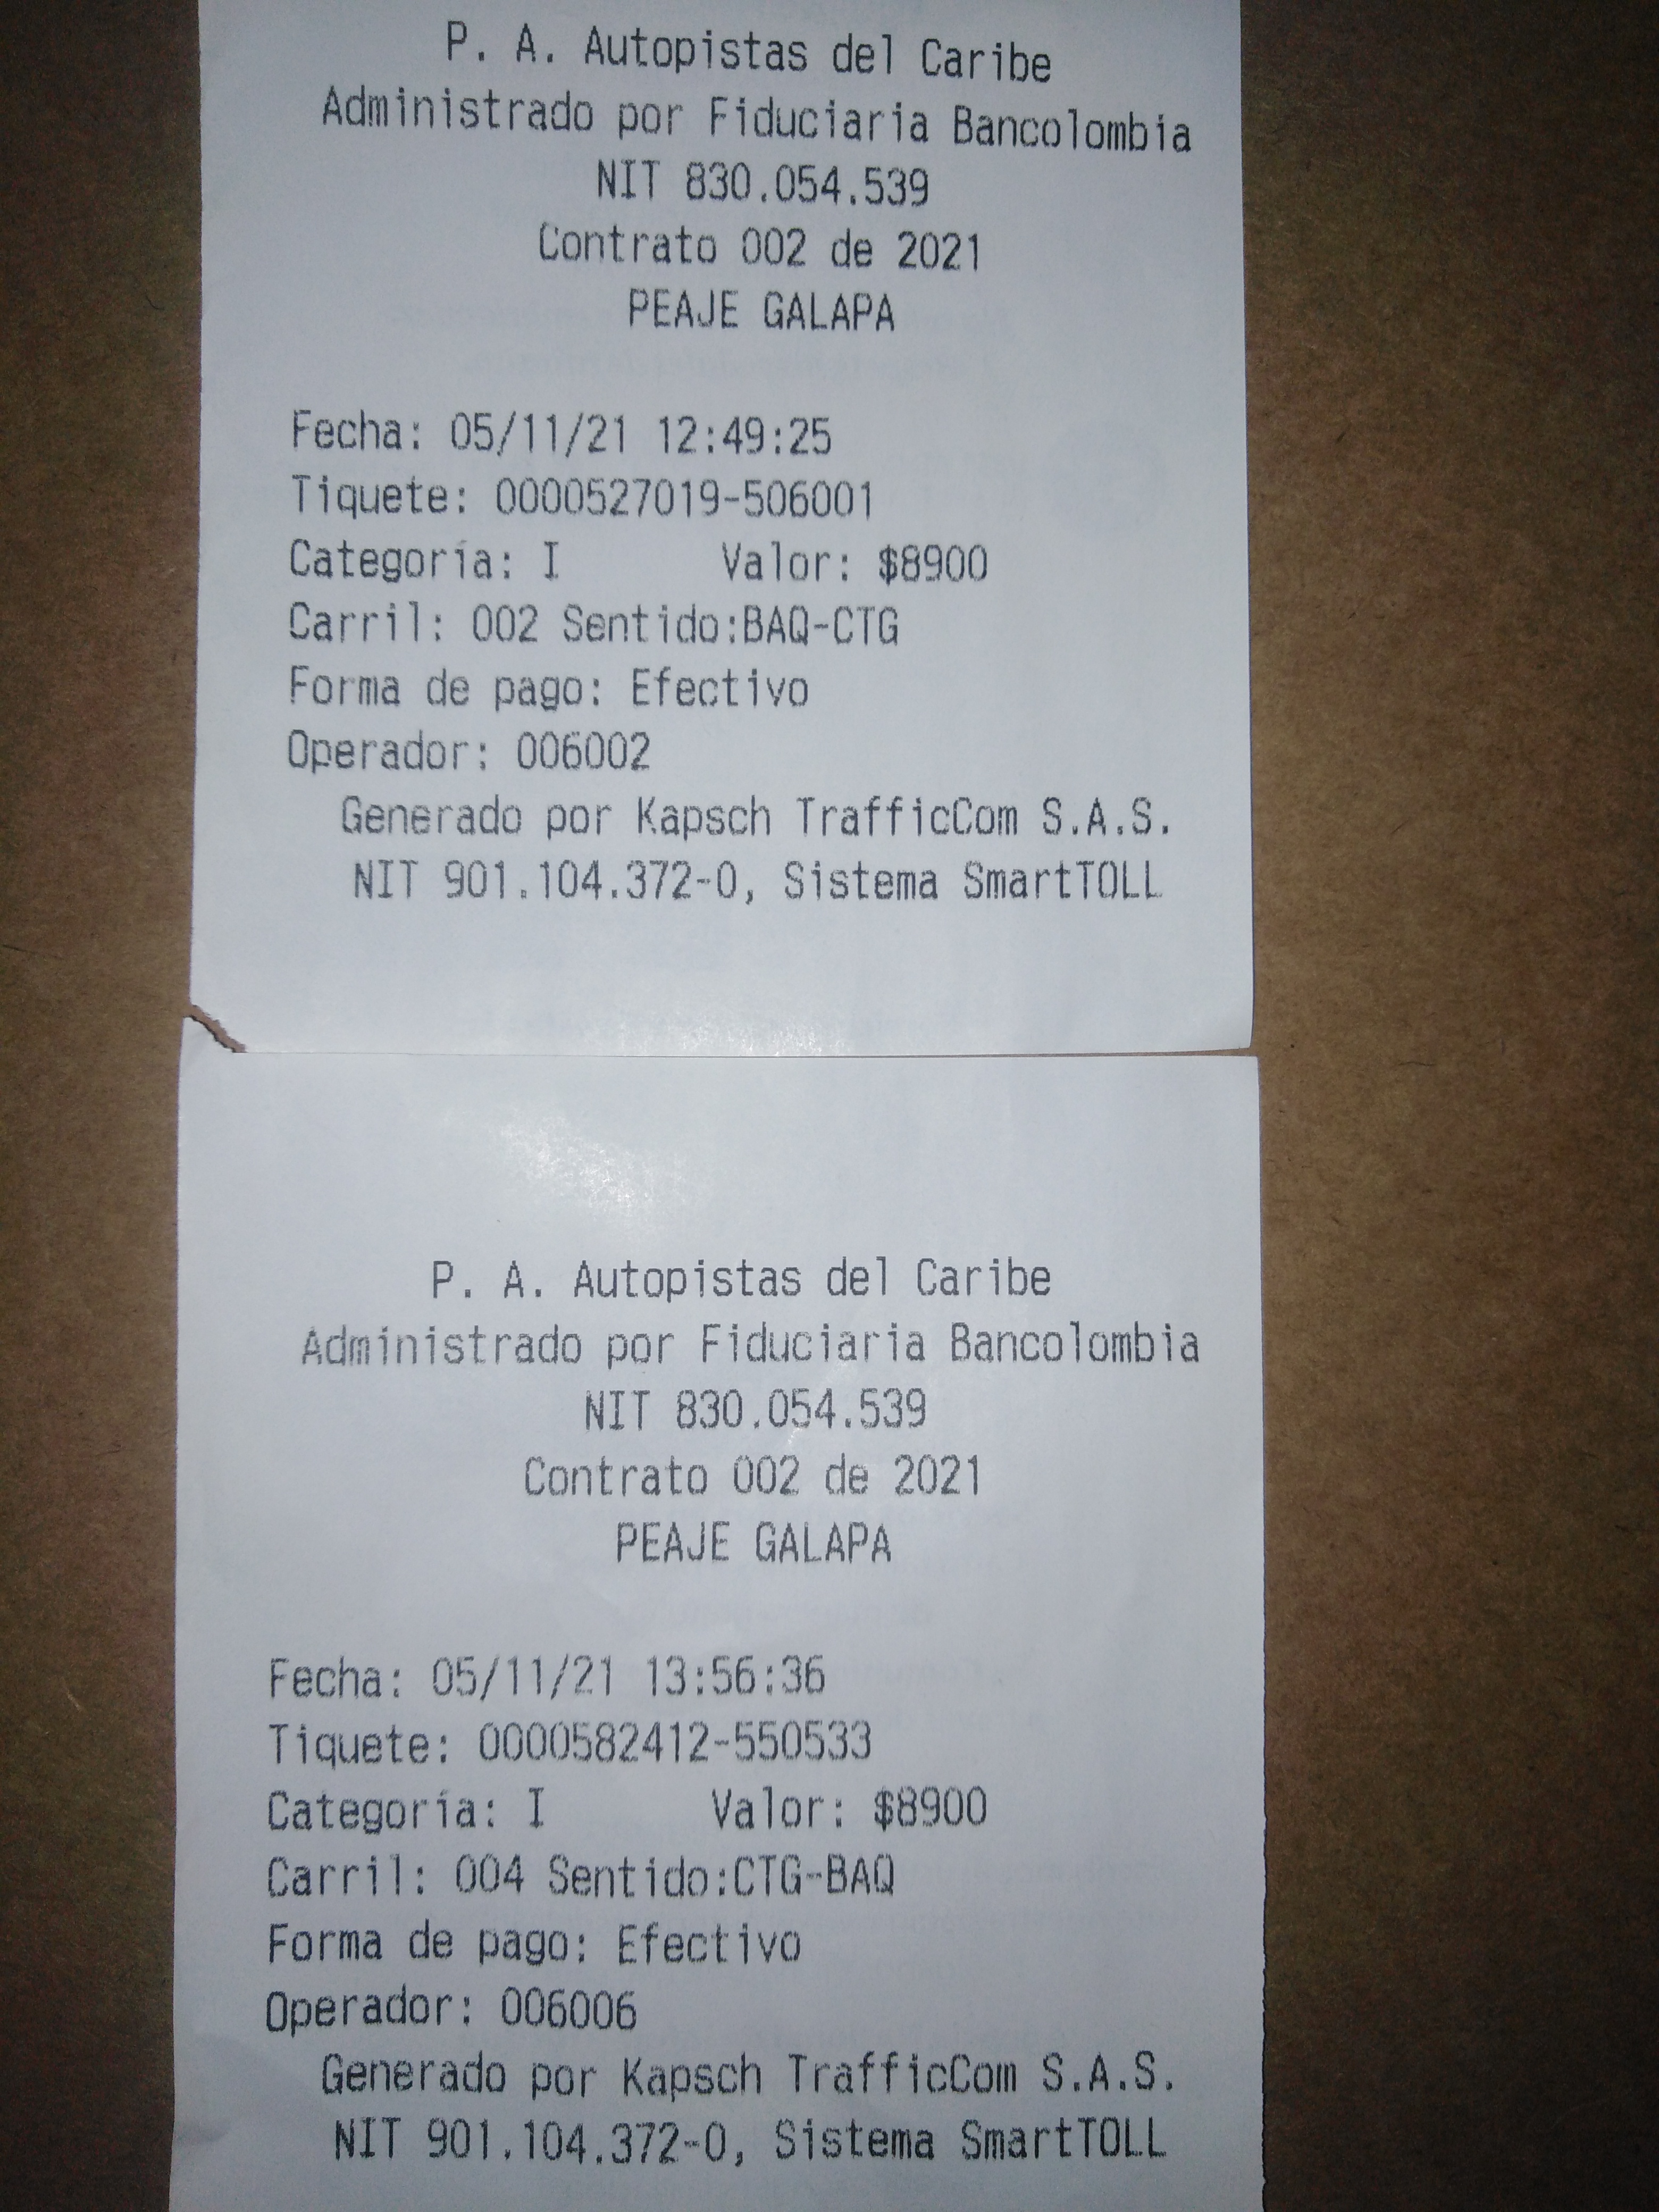 P. A. Autopistas del Caribe
Administrado por Fiduciaria Bancolombia
NIT 830.054.539
Contrato 002 de 2021
PEAJE GALAPA
Fecha: 05/11/21 12:49:25
Tiquete: 0000527019-506001
Categoría: I Valor: $8900
Carril: 002 Sentido:BAQ-CTG
Forma de pago: Efectivo
Operador: 006002
Generado por Kapsch TrafficCom S.A.S.
NIT 901.104.372-0, Sistema SmartTOLL
P. A. Autopistas del Caribe
Administrado por Fiduciaria Bancolombia
NIT 830.054.539
Contrato 002 de 2021
PEAJE GALAPA
Fecha: 05/11/21 13:56:36
Tiquete: 0000582412-550533
Categoría: I Valor: $8900
Carril: 004 Sentido:CTG-BAQ
Forma de pago: Efectivo
Operador: 006006
Generado por Kapsch TrafficCom S.A.S.
NIT 901.104.372-0, Sistema SmartTOLL